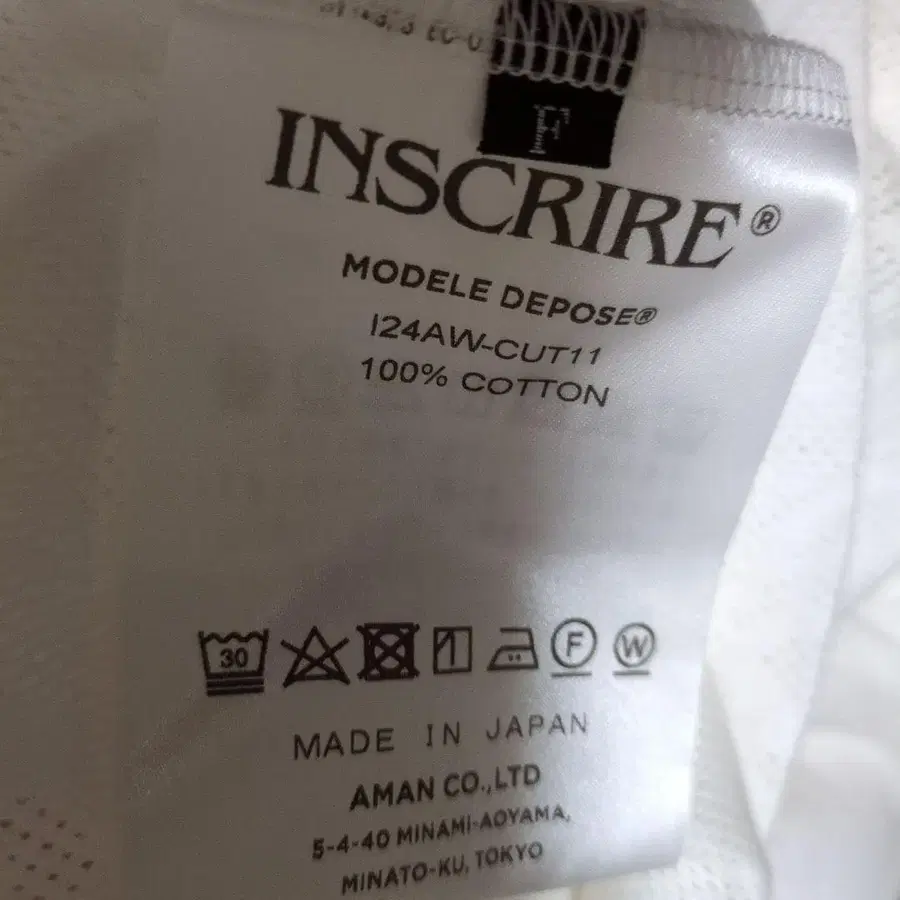 INSCRIRE®
MODELE DEPOSE®
I24AW-CUT11
100% COTTON
30
F W
MADE IN JAPAN
AMAN CO.,LTD
5-4-40 MINAMI-AOYAMA,
MINATO-KU, TOKYO